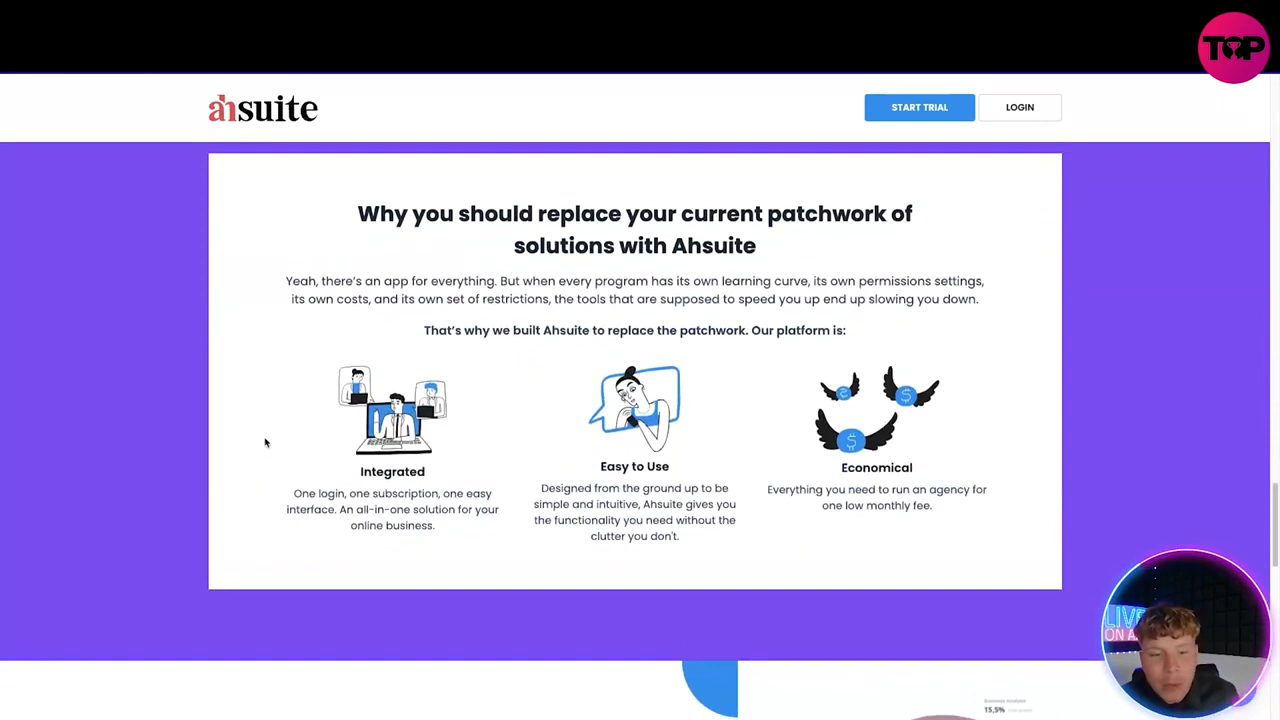 TOP
ahsuite
START TRIAL
LOGIN
Why you should replace your current patchwork of
solutions with Ahsuite
Yeah, there's an app for everything. But when every program has its own learning curve, its own permissions settings,
its own costs, and its own set of restrictions, the tools that are supposed to speed you up end up slowing you down.
That's why we built Ahsuite to replace the patchwork. Our platform is:
Integrated
One login, one subscription, one easy
interface. An all-in-one solution for your
online business.
Easy to Use
Designed from the ground up to be
simple and intuitive, Ahsuite gives you
the functionality you need without the
clutter you don't.
Economical
Everything you need to run an agency for
one low monthly fee.
LIVE
ON A
15,5%